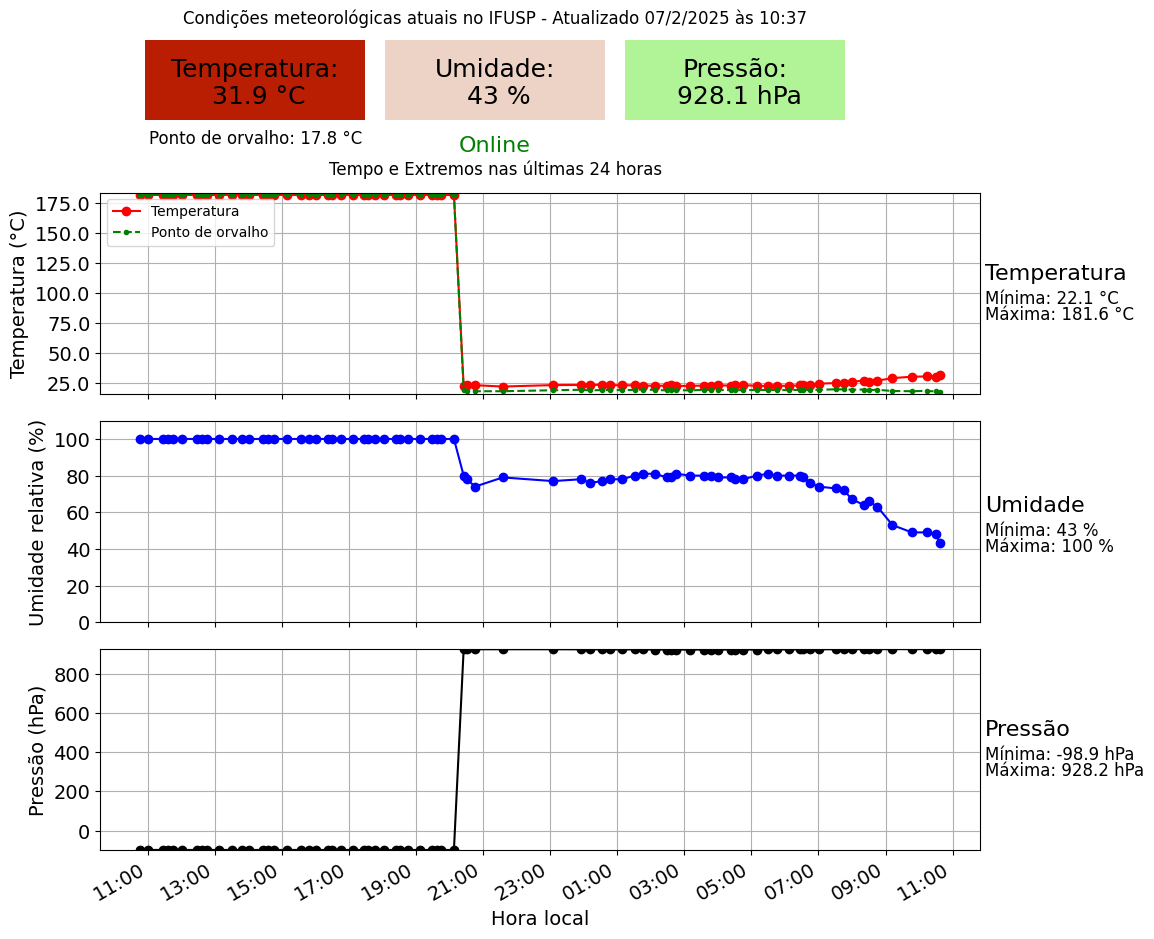 Condições meteorológicas atuais no IFUSP - Atualizado 07/2/2025 às 10:37
Temperatura:
31.9 °C
Umidade:
43 %
Pressão:
928.1 hPa
Ponto de orvalho: 17.8 °C
Online
Tempo e Extremos nas últimas 24 horas
Temperatura (°C)
175.0
150.0
125.0
100.0
75.0
50.0
25.0
Temperatura
Ponto de orvalho
Temperatura
Mínima: 22.1 °C
Máxima: 181.6 °C
Umidade relativa (%)
100
80
60
40
20
0
Umidade
Mínima: 43 %
Máxima: 100 %
Pressão (hPa)
800
600
400
200
0
Pressão
Mínima: -98.9 hPa
Máxima: 928.2 hPa
11:00
13:00
15:00
17:00
19:00
21:00
23:00
01:00
03:00
05:00
07:00
09:00
11:00
Hora local